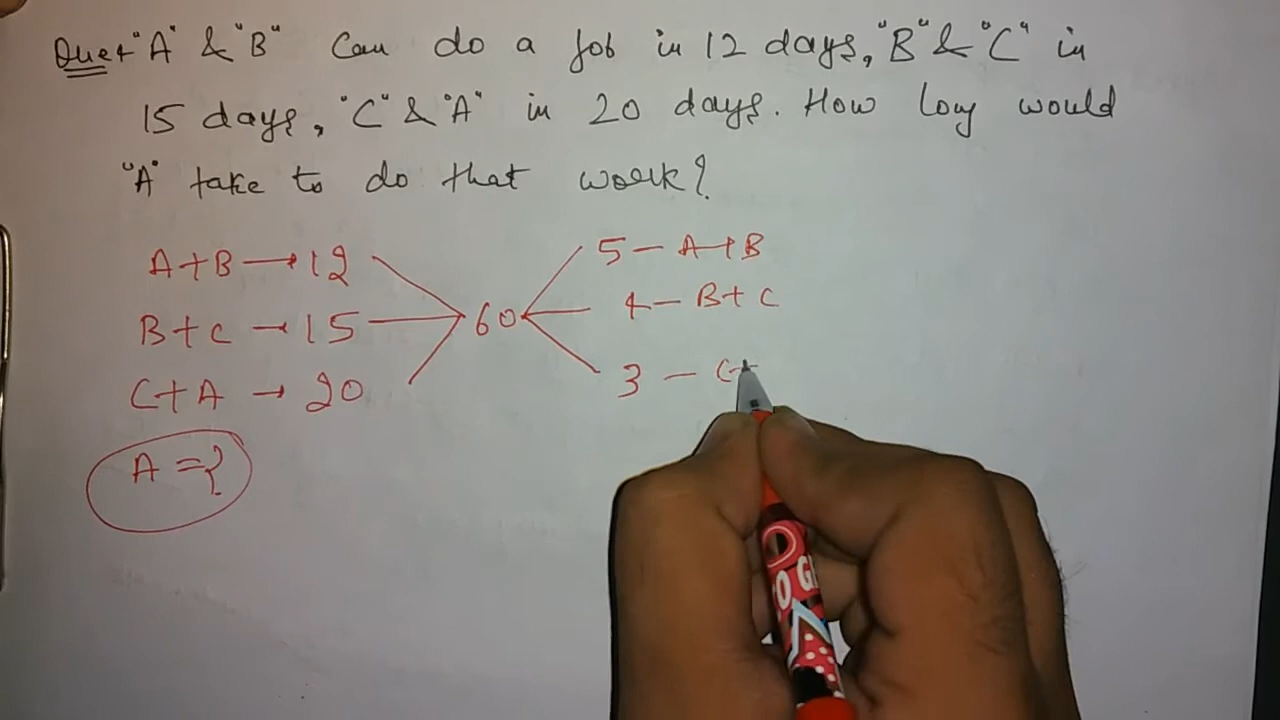 Ques "A" & "B" Can do a job in 12 days, "B" & "C" in
15 days, "C" & "A" in 20 days. How long would
"A" take to do that work?
A+B→12
B+C→15
C+A→20
60
5-A+B
4-B+C
3-C+
A=?